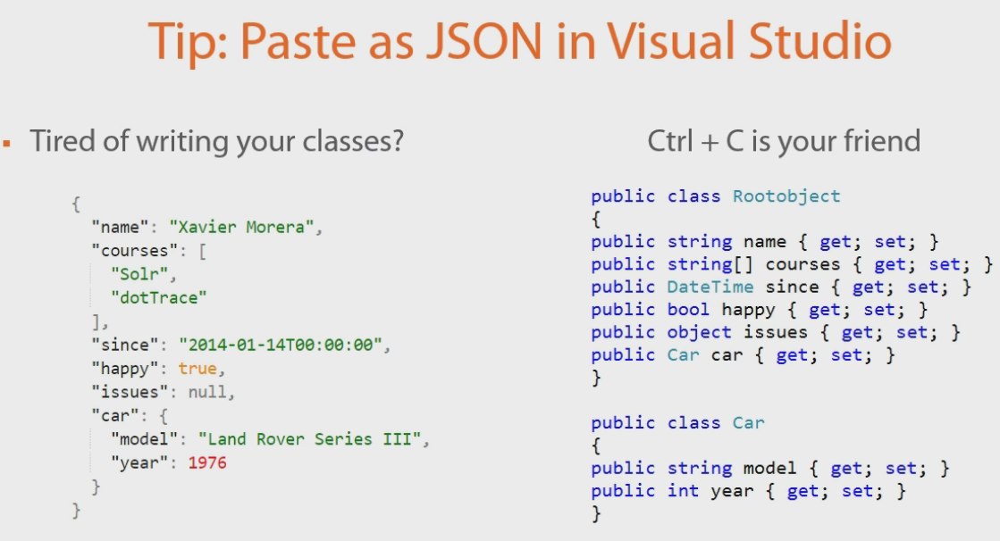 Tip: Paste as JSON in Visual Studio
Tired of writing your classes?
{
"name": "Xavier Morera",
"courses": [
"Solr",
"dotTrace"
],
"since": "2014-01-14T00:00:00",
"happy": true,
"issues": null,
"car": {
"model": "Land Rover Series III",
"year": 1976
}
}
Ctrl + C is your friend
public class Rootobject
{
public string name { get; set; }
public string[] courses { get; set; }
public DateTime since { get; set; }
public bool happy { get; set; }
public object issues { get; set; }
public Car car { get; set; }
}
public class Car
{
public string model { get; set; }
public int year { get; set; }
}